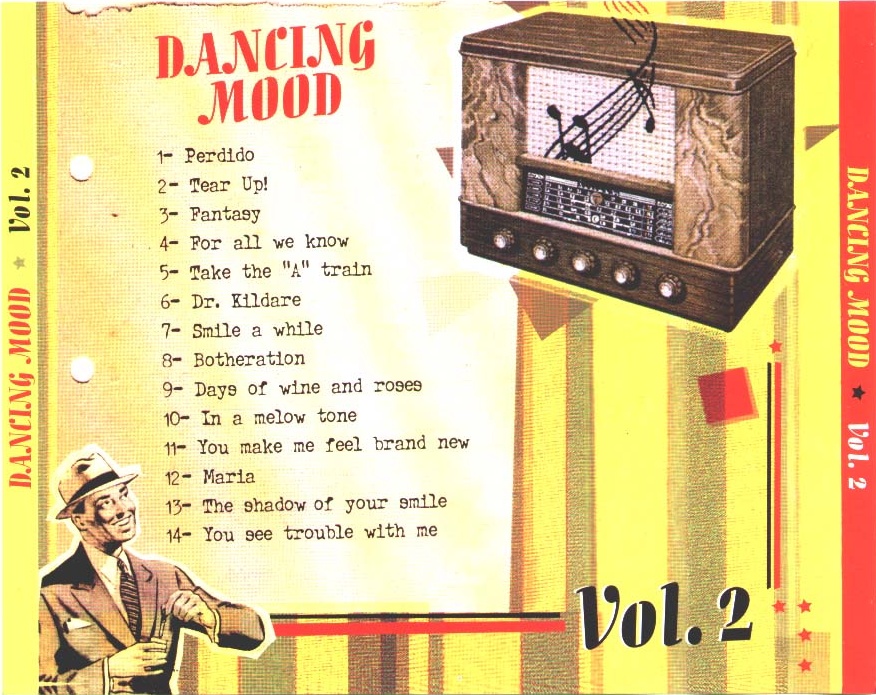 DANCING
MOOD
1- Perdido
2- Tear Up!
3- Fantasy
4- For all we know
5- Take the "A" train
6- Dr. Kildare
7- Smile a while
8- Botheration
9- Days of wine and roses
10- In a melow tone
11- You make me feel brand new
12- Maria
13- The shadow of your smile
14- You see trouble with me
Vol. 2
DANCING MOOD ★ Vol. 2
DANCING MOOD ★ Vol. 2